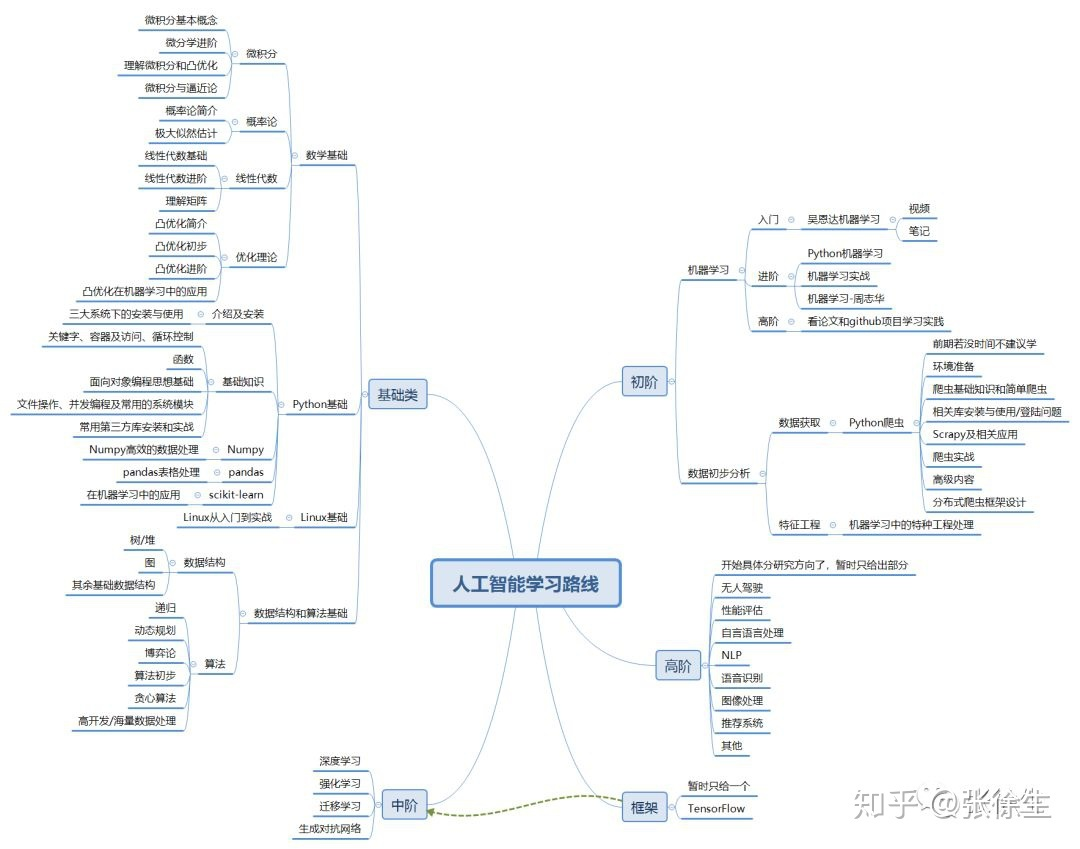 人工智能学习路线
基础类
数学基础
微积分
微积分基本概念
微分学进阶
理解微积分和凸优化
微积分与逼近论
概率论
概率论简介
极大似然估计
线性代数
线性代数基础
线性代数进阶
理解矩阵
优化理论
凸优化简介
凸优化初步
凸优化进阶
凸优化在机器学习中的应用
Python基础
介绍及安装
三大系统下的安装与使用
基础知识
关键字、容器及访问、循环控制
函数
面向对象编程思想基础
文件操作、并发编程及常用的系统模块
常用第三方库安装和实战
Numpy
Numpy高效的数据处理
pandas
pandas表格处理
scikit-learn
在机器学习中的应用
Linux基础
Linux从入门到实战
数据结构和算法基础
数据结构
树/堆
图
其余基础数据结构
算法
递归
动态规划
博弈论
算法初步
贪心算法
高开发/海量数据处理
初阶
机器学习
入门
吴恩达机器学习
视频
笔记
进阶
Python机器学习
机器学习实战
机器学习-周志华
高阶
看论文和github项目学习实践
数据初步分析
数据获取
Python爬虫
前期若没时间不建议学
环境准备
爬虫基础知识和简单爬虫
相关库安装与使用/登陆问题
Scrapy及相关应用
爬虫实战
高级内容
分布式爬虫框架设计
特征工程
机器学习中的特种工程处理
高阶
开始具体分研究方向了，暂时只给出部分
无人驾驶
性能评估
自言语言处理
NLP
语音识别
图像处理
推荐系统
其他
中阶
深度学习
强化学习
迁移学习
生成对抗网络
框架
暂时只给一个
TensorFlow
知乎 @张徐生